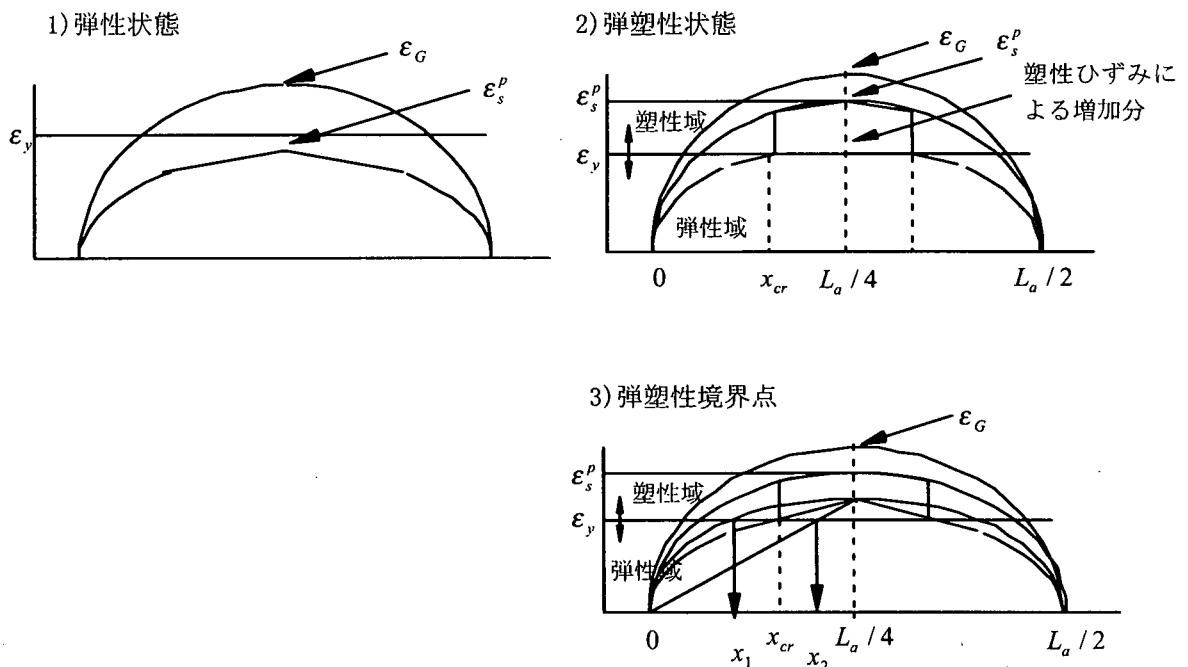 1)弾性状態
ε_G
ε_s^p
ε_y
2)弾塑性状態
ε_G
ε_s^p
塑性ひずみに
よる増加分
ε_s^p
塑性域
ε_y
弾性域
0
x_cr
L_a / 4
L_a / 2
3)弾塑性境界点
ε_G
ε_s^p
塑性域
ε_y
弾性域
0
x_1
x_cr
x_2
L_a / 4
L_a / 2